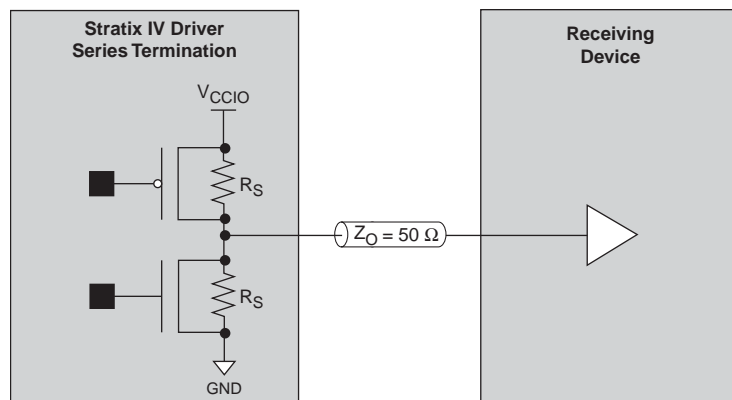 Stratix IV Driver
Series Termination
Receiving
Device
VCCIO
RS
ZO = 50 Ω
RS
GND